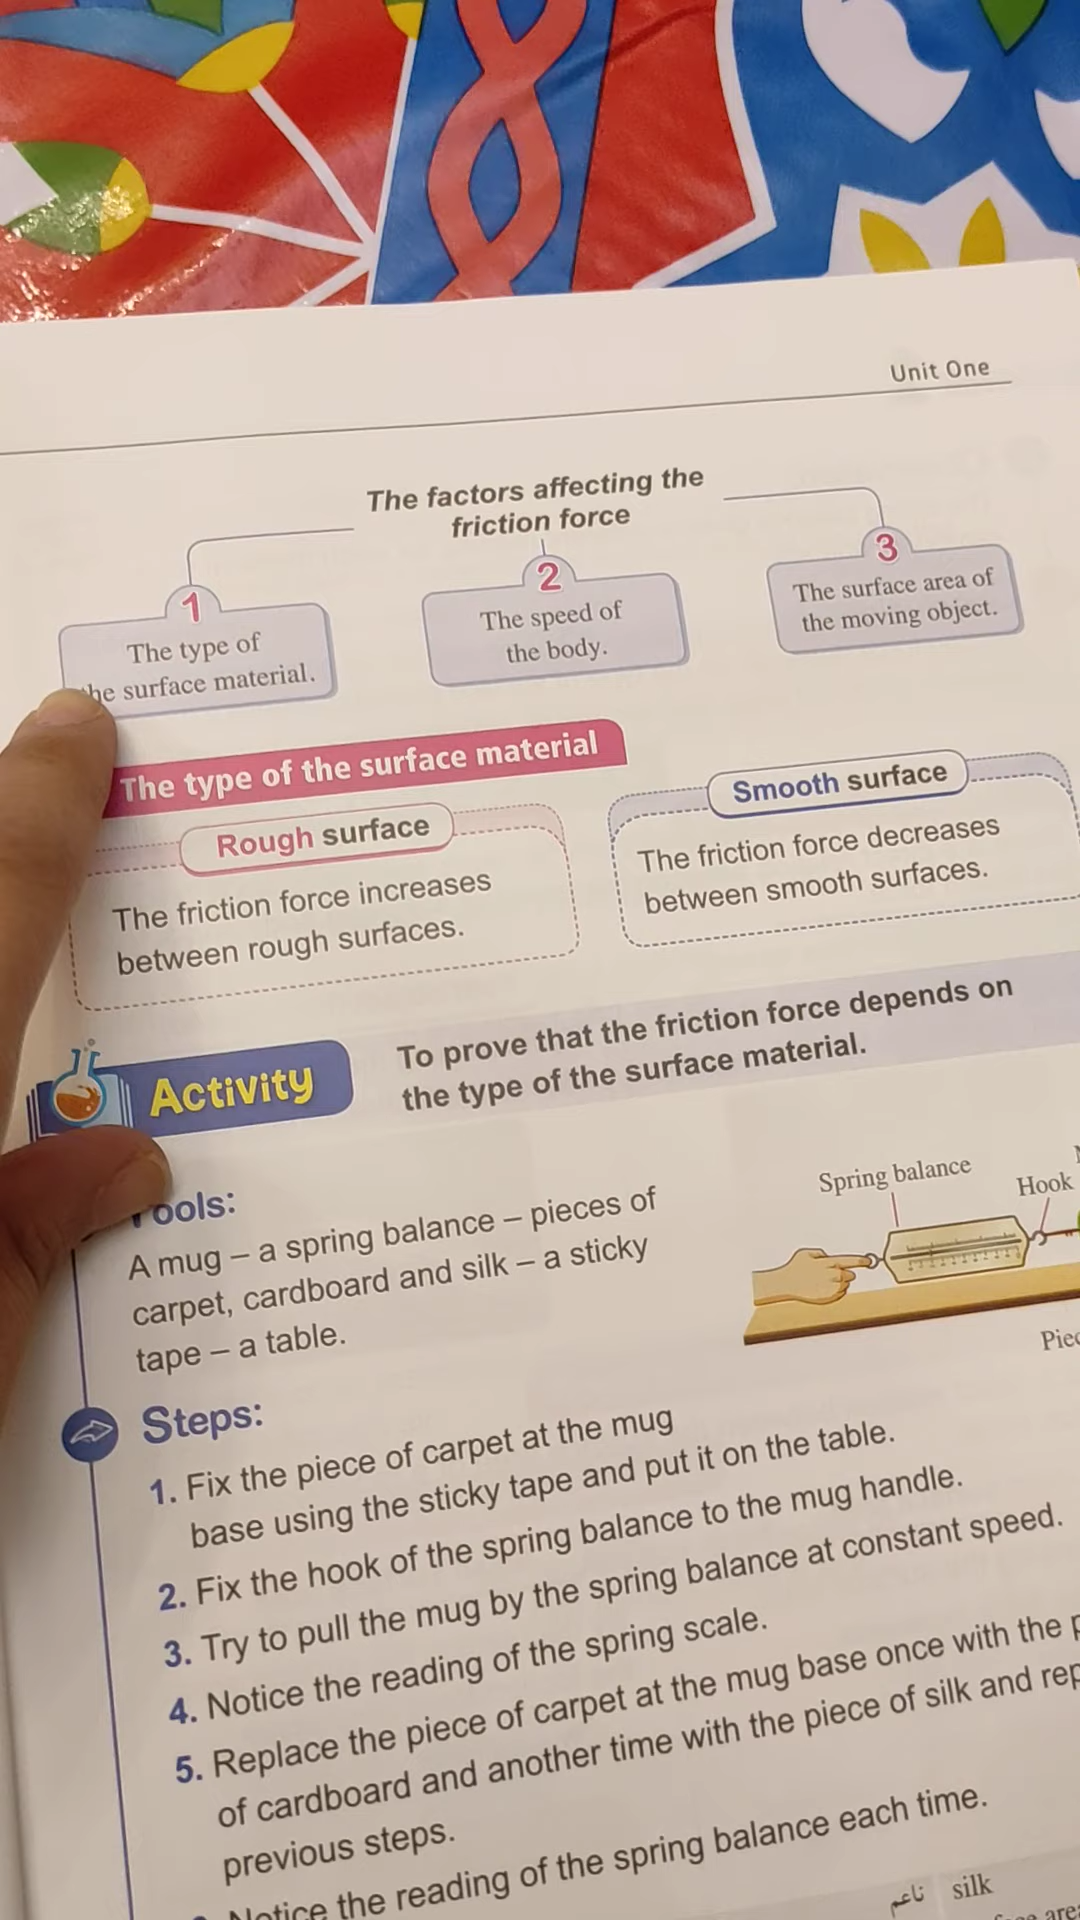 Unit One
The factors affecting the
friction force
1
The type of
the surface material.
2
The speed of
the body.
3
The surface area of
the moving object.
The type of the surface material
Rough surface
The friction force increases
between rough surfaces.
Smooth surface
The friction force decreases
between smooth surfaces.
Activity
To prove that the friction force depends on
the type of the surface material.
Tools:
A mug – a spring balance – pieces of
carpet, cardboard and silk – a sticky
tape – a table.
Spring balance
Hook
Steps:
1. Fix the piece of carpet at the mug
base using the sticky tape and put it on the table.
2. Fix the hook of the spring balance to the mug handle.
3. Try to pull the mug by the spring balance at constant speed.
4. Notice the reading of the spring scale.
5. Replace the piece of carpet at the mug base once with the
of cardboard and another time with the piece of silk and
previous steps.
Notice the reading of the spring balance each time.
ناعم silk